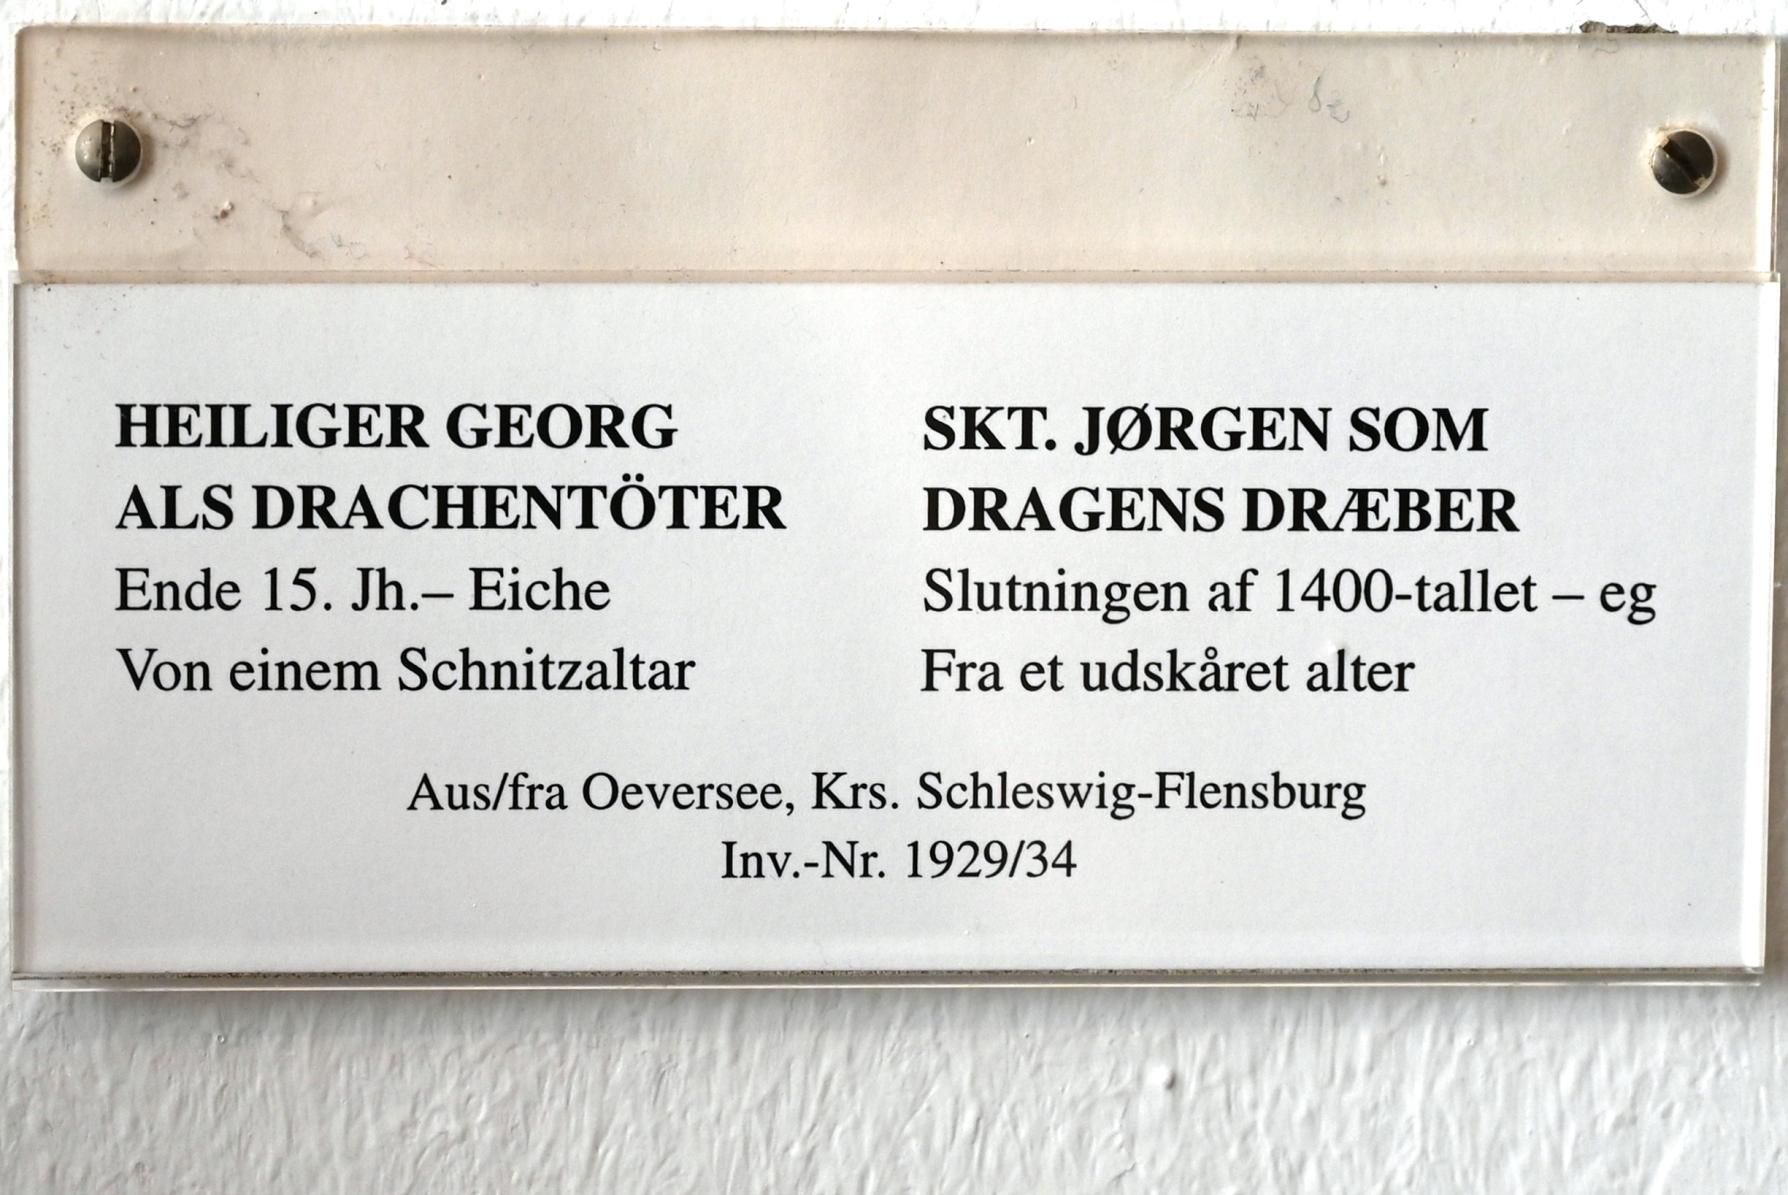 HEILIGER GEORG
ALS DRACHENTÖTER
Ende 15. Jh.– Eiche
Von einem Schnitzaltar
SKT. JØRGEN SOM
DRAGENS DRÆBER
Slutningen af 1400-tallet – eg
Fra et udskåret alter
Aus/fra Oeversee, Krs. Schleswig-Flensburg
Inv.-Nr. 1929/34